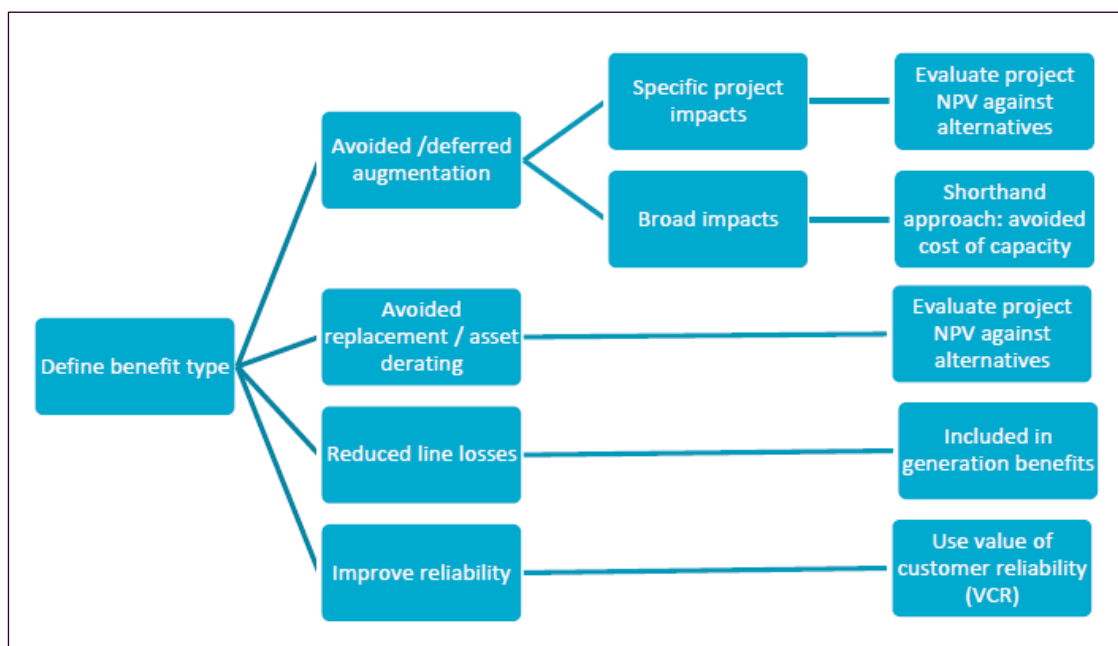 Specific project
impacts
Evaluate project
NPV against
alternatives
Avoided /deferred
augmentation
Broad impacts
Shorthand
approach: avoided
cost of capacity
Define benefit type
Avoided
replacement / asset
derating
Evaluate project
NPV against
alternatives
Reduced line losses
Included in
generation benefits
Improve reliability
Use value of
customer reliability
(VCR)